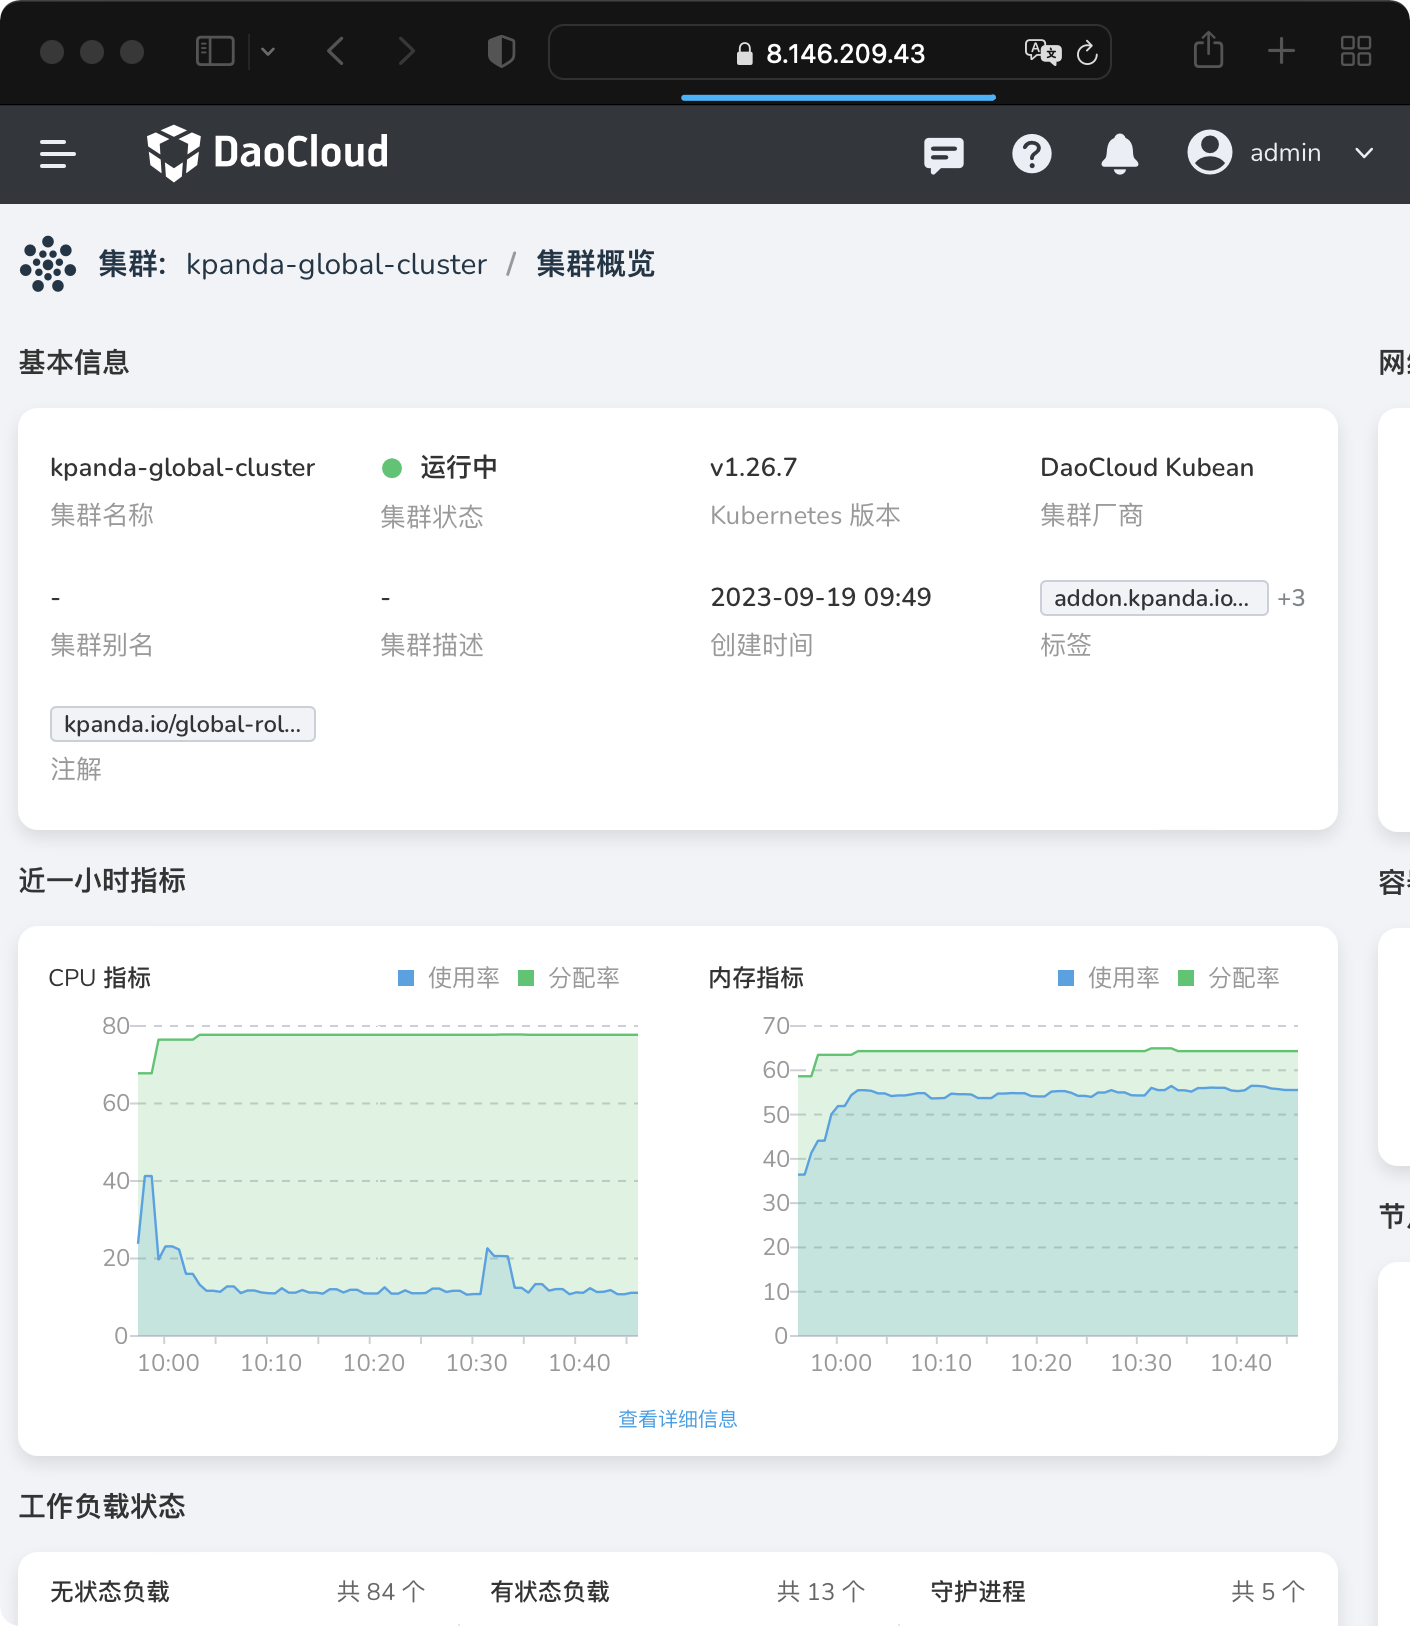 8.146.209.43
DaoCloud
admin
集群: kpanda-global-cluster / 集群概览
基本信息
kpanda-global-cluster
集群名称
运行中
集群状态
v1.26.7
Kubernetes 版本
DaoCloud Kubean
集群厂商
-
集群别名
-
集群描述
2023-09-19 09:49
创建时间
addon.kpanda.io... +3
标签
kpanda.io/global-rol...
注解
近一小时指标
CPU 指标
使用率 分配率
80
60
40
20
0
10:00 10:10 10:20 10:30 10:40
内存指标
使用率 分配率
70
60
50
40
30
20
10
0
10:00 10:10 10:20 10:30 10:40
查看详细信息
工作负载状态
无状态负载 共 84 个
有状态负载 共 13 个
守护进程 共 5 个
网
容
节